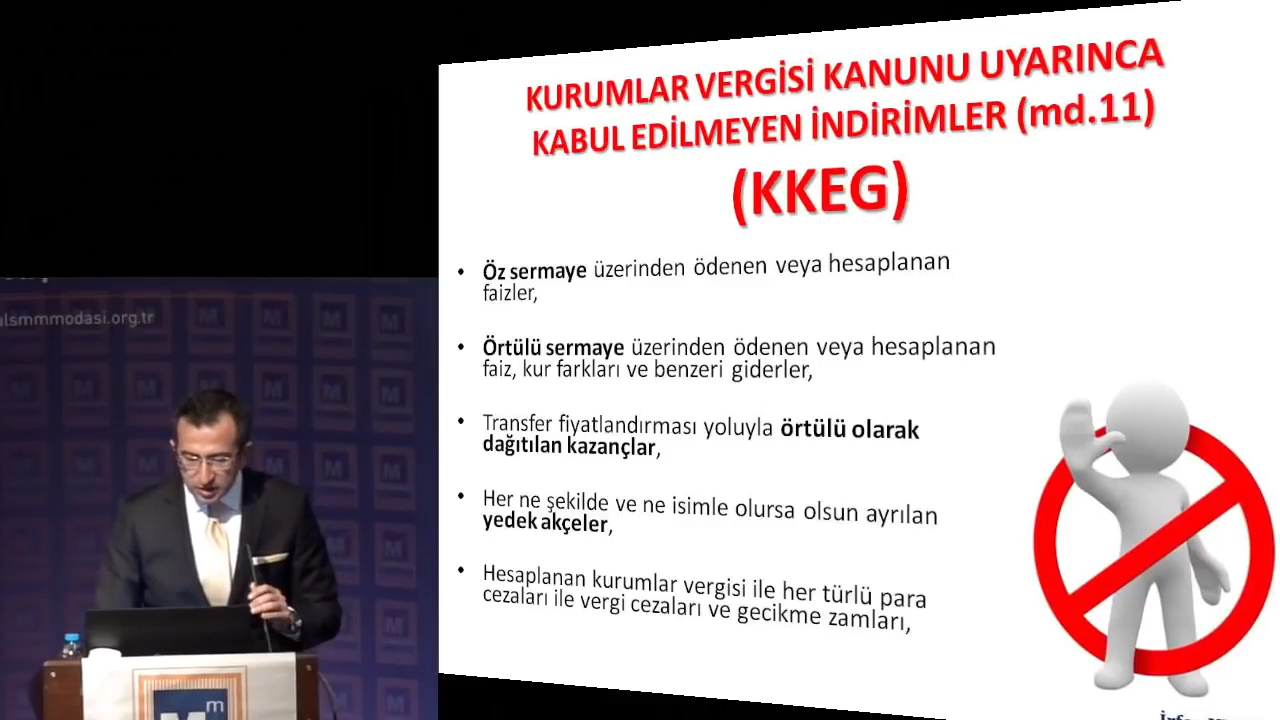 KURUMLAR VERGİSİ KANUNU UYARINCA
KABUL EDİLMEYEN İNDİRİMLER (md.11)
(KKEG)
• Öz sermaye üzerinden ödenen veya hesaplanan
faizler,
• Örtülü sermaye üzerinden ödenen veya hesaplanan
faiz, kur farkları ve benzeri giderler,
• Transfer fiyatlandırması yoluyla örtülü olarak
dağıtılan kazançlar,
• Her ne şekilde ve ne isimle olursa olsun ayrılan
yedek akçeler,
• Hesaplanan kurumlar vergisi ile her türlü para
cezaları ile vergi cezaları ve gecikme zamları,
alsmmmodasi.org.tr
M M M
M
M m